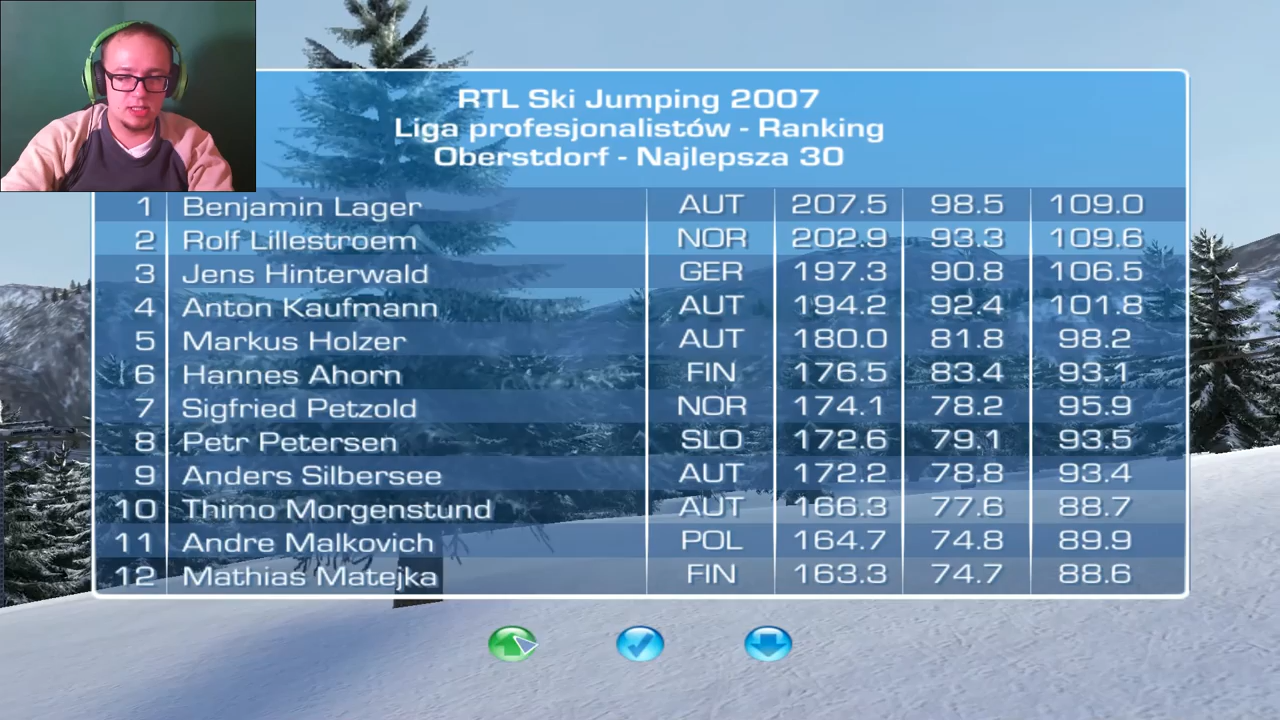 RTL Ski Jumping 2007
Liga profesjonalistów - Ranking
Oberstdorf - Najlepsza 30
1 Benjamin Lager AUT 207.5 98.5 109.0
2 Rolf Lillestroem NOR 202.9 93.3 109.6
3 Jens Hinterwald GER 197.3 90.8 106.5
4 Anton Kaufmann AUT 194.2 92.4 101.8
5 Markus Holzer AUT 180.0 81.8 98.2
6 Hannes Ahorn FIN 176.5 83.4 93.1
7 Sigfried Petzold NOR 174.1 78.2 95.9
8 Petr Petersen SLO 172.6 79.1 93.5
9 Anders Silbersee AUT 172.2 78.8 93.4
10 Thimo Morgenstund AUT 166.3 77.6 88.7
11 Andre Malkovich POL 164.7 74.8 89.9
12 Mathias Matejka FIN 163.3 74.7 88.6